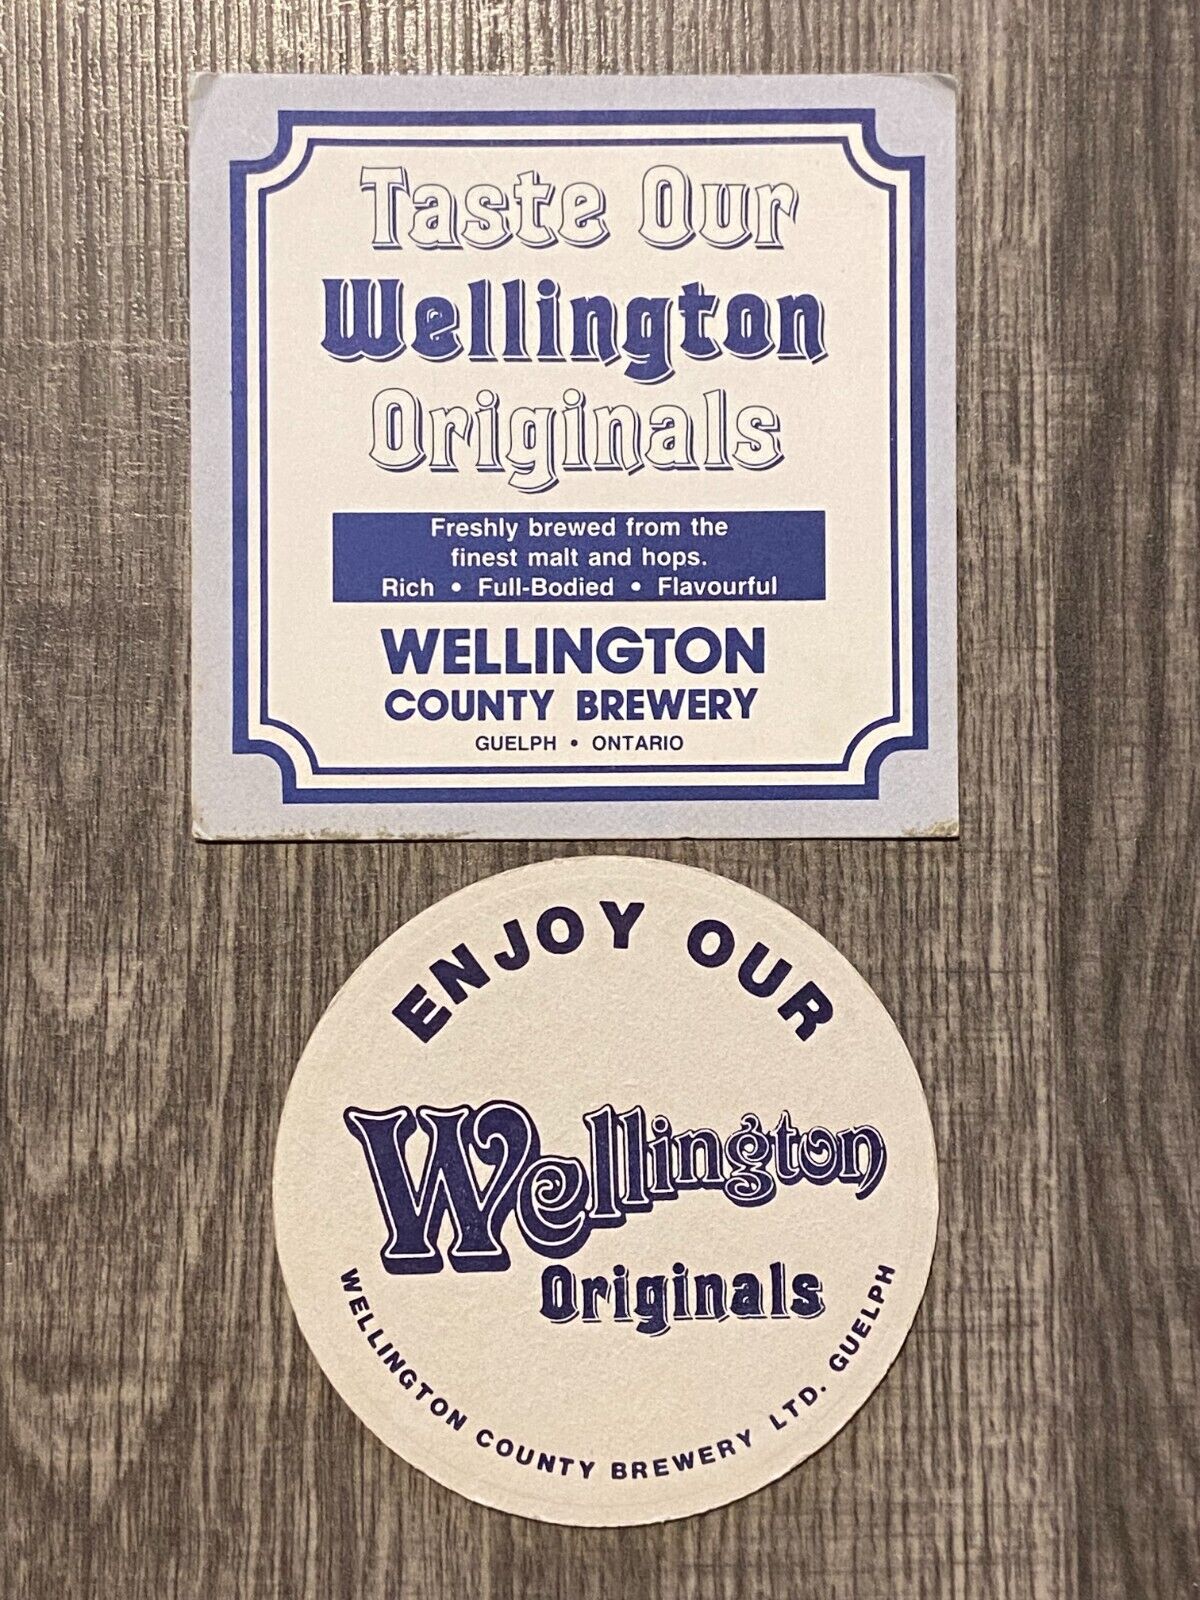 Taste Our
Wellington
Originals
Freshly brewed from the
finest malt and hops.
Rich • Full-Bodied • Flavourful
WELLINGTON
COUNTY BREWERY
GUELPH • ONTARIO
ENJOY OUR
Wellington
Originals
WELLINGTON COUNTY BREWERY LTD. GUELPH